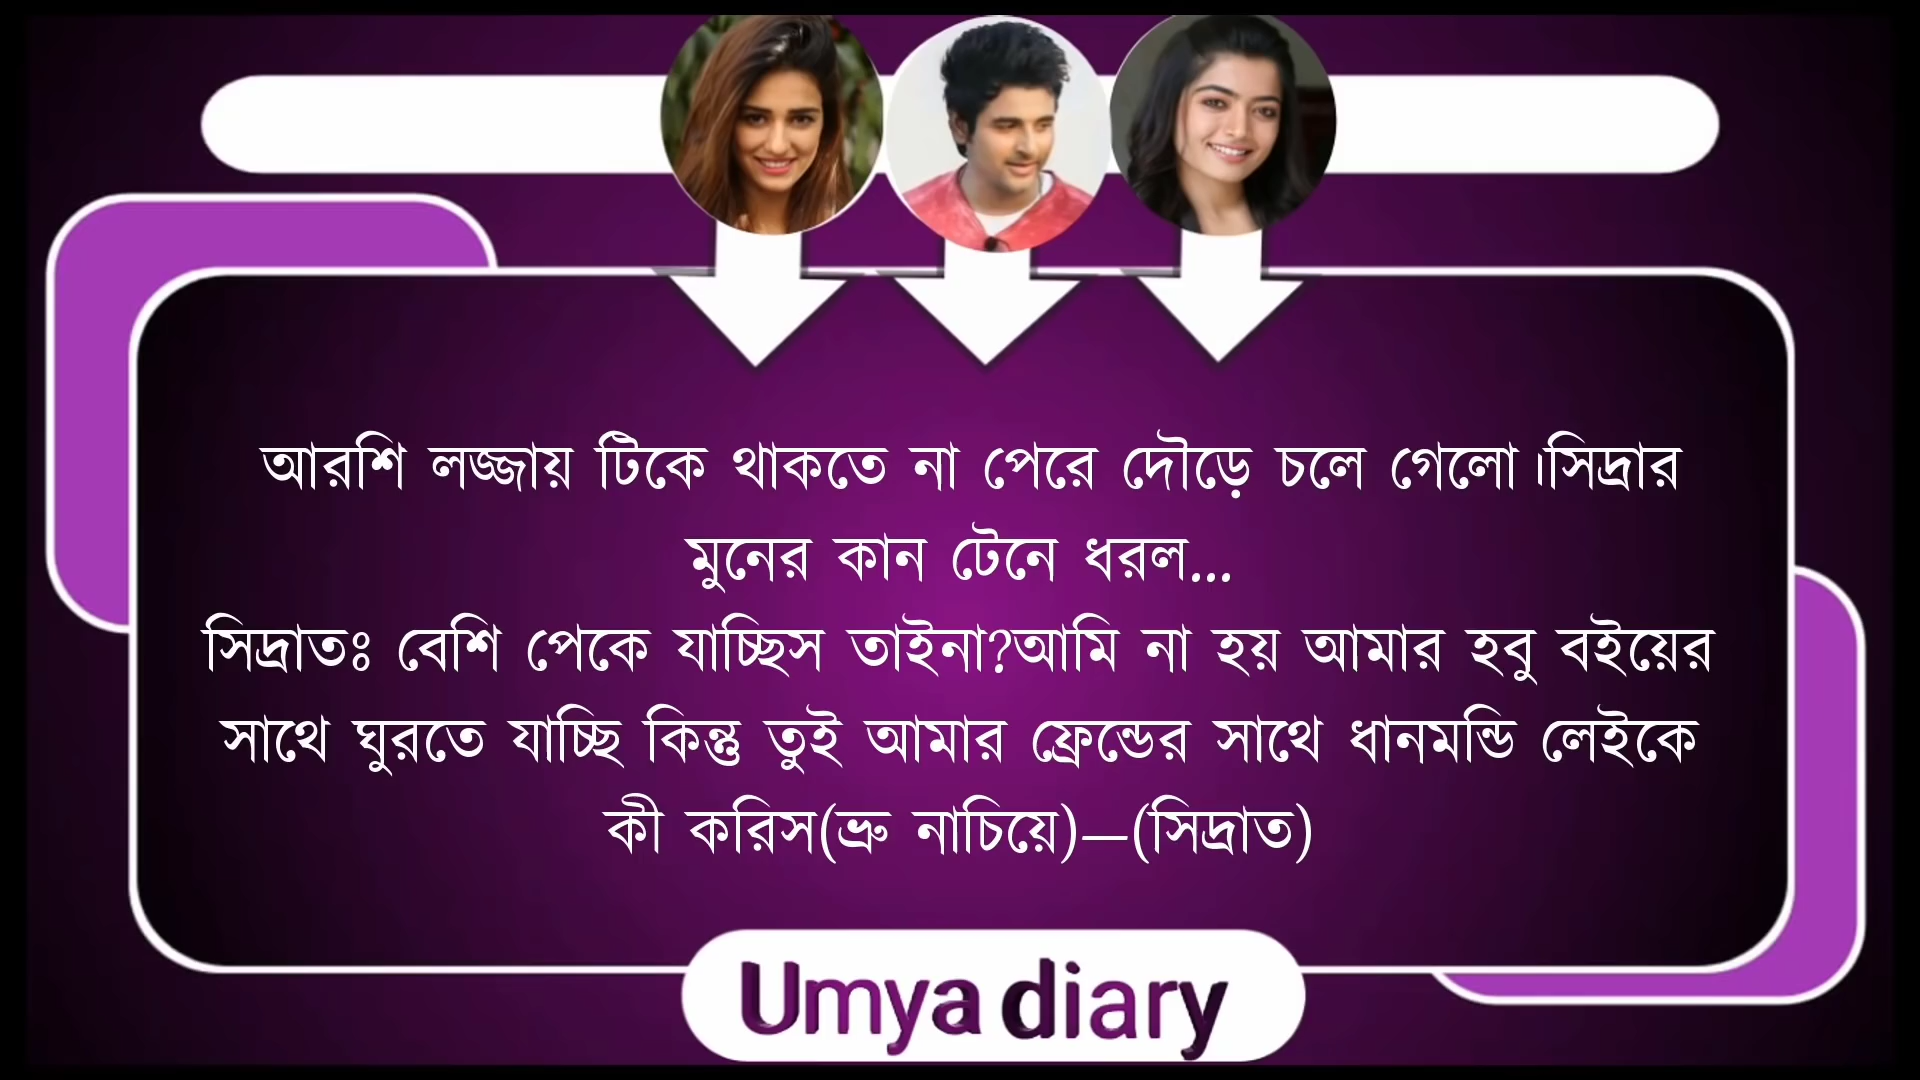 আরশি লজ্জায় টিকে থাকতে না পেরে দৌড়ে চলে গেলো।সিদ্রার
মুনের কান টেনে ধরল...
সিদ্রাতঃ বেশি পেকে যাচ্ছিস তাইনা?আমি না হয় আমার হবু বইয়ের
সাথে ঘুরতে যাচ্ছি কিন্তু তুই আমার ফ্রেন্ডের সাথে ধানমন্ডি লেইকে
কী করিস(ভ্রু নাচিয়ে)—(সিদ্রাত)
Umya diary